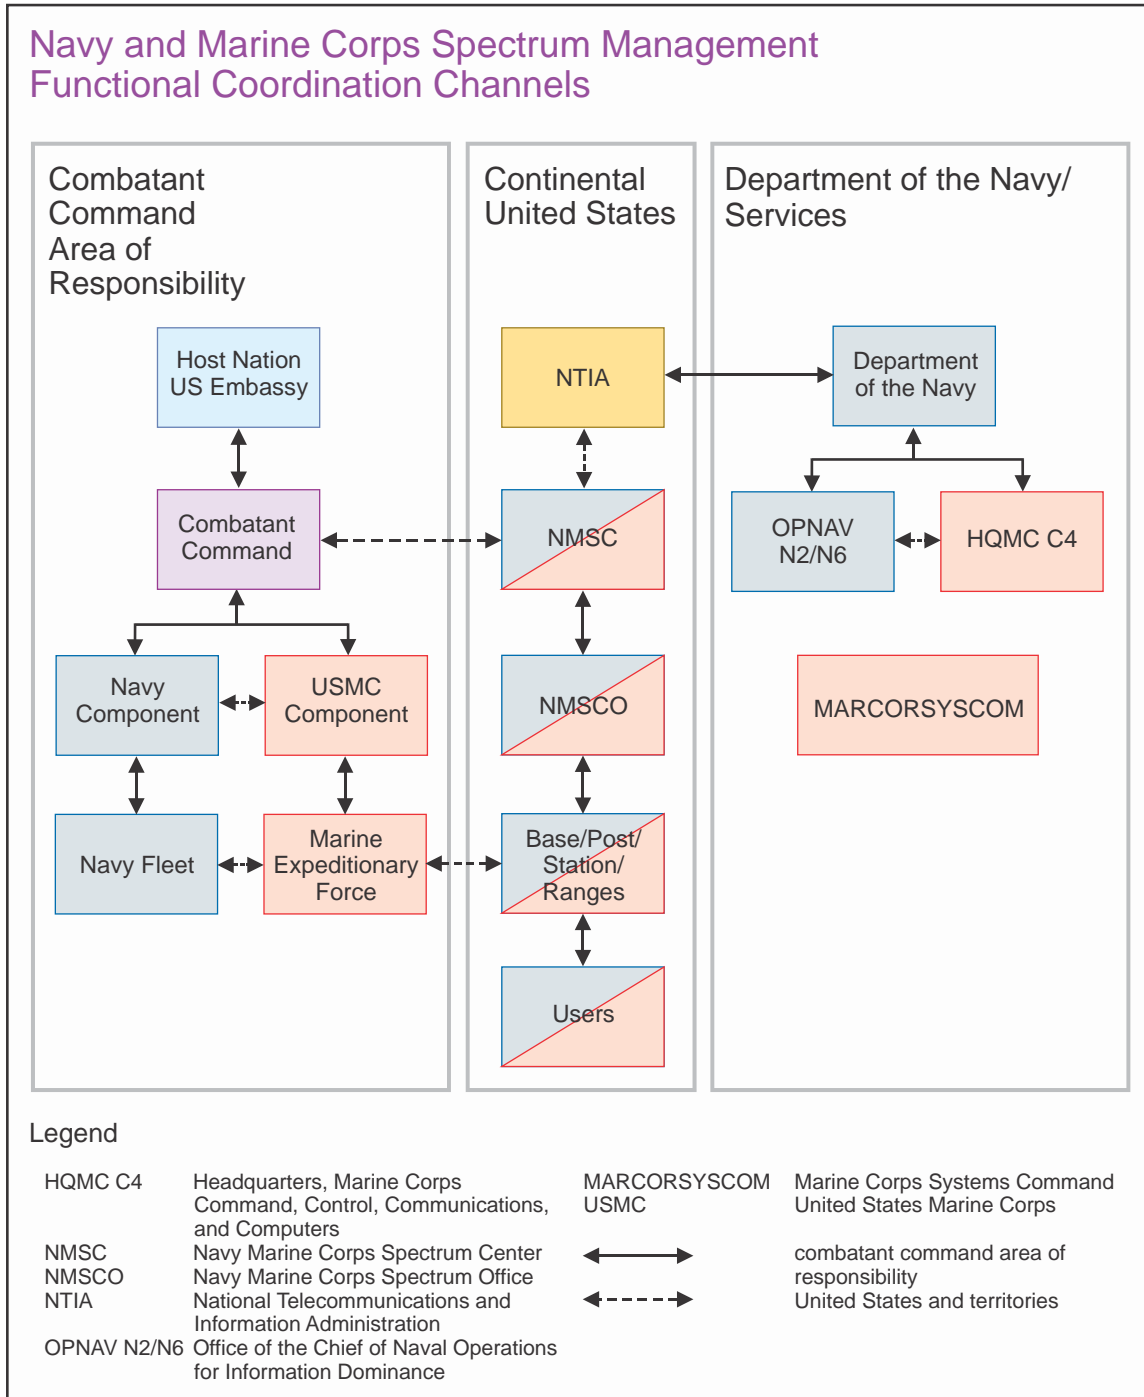 Navy and Marine Corps Spectrum Management
Functional Coordination Channels
Combatant
Command
Area of
Responsibility
Host Nation
US Embassy
Combatant
Command
Navy
Component
USMC
Component
Navy Fleet
Marine
Expeditionary
Force
Continental
United States
NTIA
NMSC
NMSCO
Base/Post/
Station/
Ranges
Users
Department of the Navy/
Services
Department
of the Navy
OPNAV
N2/N6
HQMC C4
MARCORSYSCOM
Legend
HQMC C4 Headquarters, Marine Corps
Command, Control, Communications,
and Computers
NMSC Navy Marine Corps Spectrum Center
NMSCO Navy Marine Corps Spectrum Office
NTIA National Telecommunications and
Information Administration
OPNAV N2/N6 Office of the Chief of Naval Operations
for Information Dominance
MARCORSYSCOM Marine Corps Systems Command
USMC United States Marine Corps
combatant command area of
responsibility
United States and territories